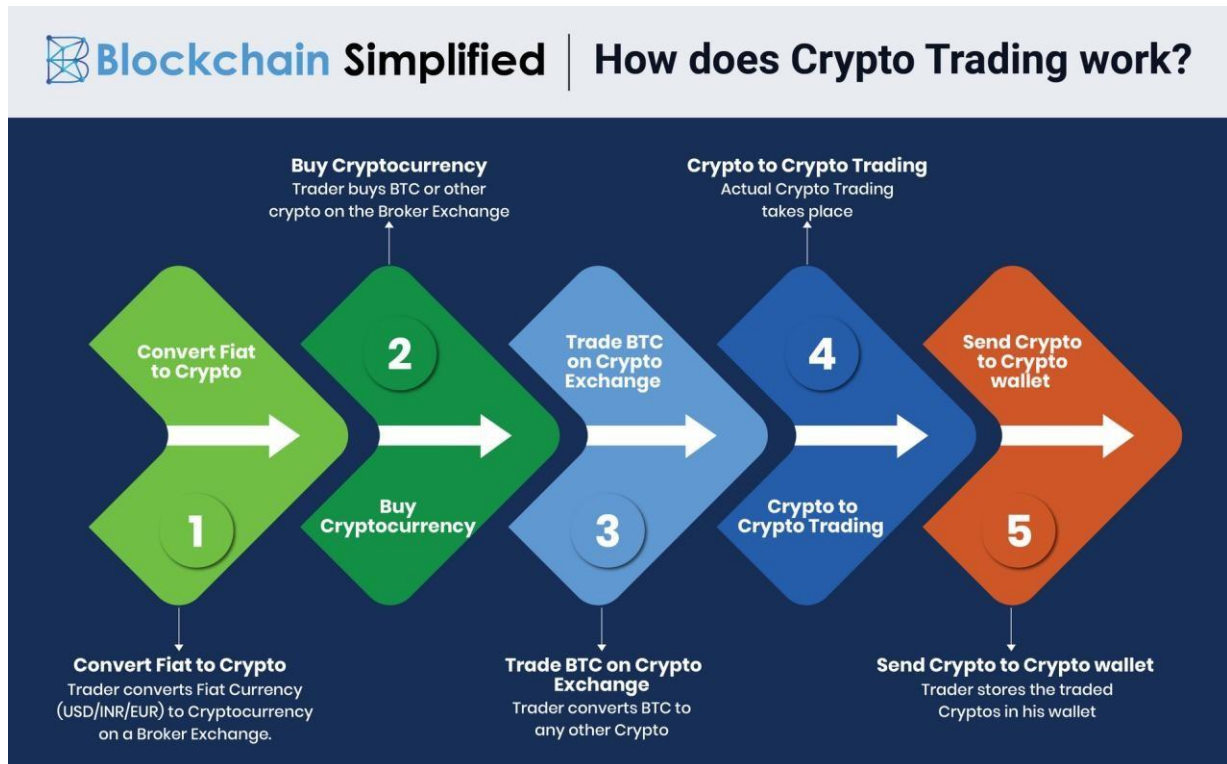 Blockchain Simplified | How does Crypto Trading work?
Buy Cryptocurrency
Trader buys BTC or other
crypto on the Broker Exchange
Crypto to Crypto Trading
Actual Crypto Trading
takes place
Convert Fiat
to Crypto
1
2
Buy
Cryptocurrency
Trade BTC
on Crypto
Exchange
3
4
Crypto to
Crypto Trading
Send Crypto
to Crypto
wallet
5
Convert Fiat to Crypto
Trader converts Fiat Currency
(USD/INR/EUR) to Cryptocurrency
on a Broker Exchange.
Trade BTC on Crypto
Exchange
Trader converts BTC to
any other Crypto
Send Crypto to Crypto wallet
Trader stores the traded
Cryptos in his wallet